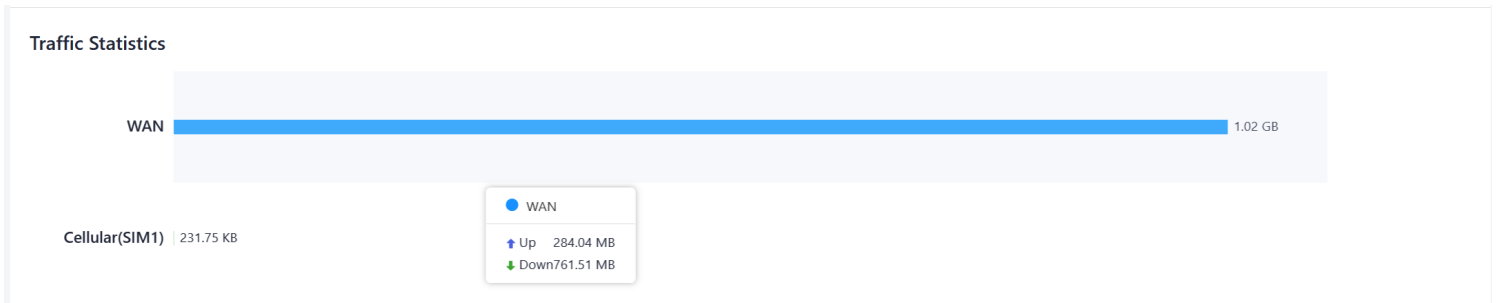 Traffic Statistics
WAN 1.02 GB
WAN
Cellular(SIM1) 231.75 KB
Up 284.04 MB
Down761.51 MB